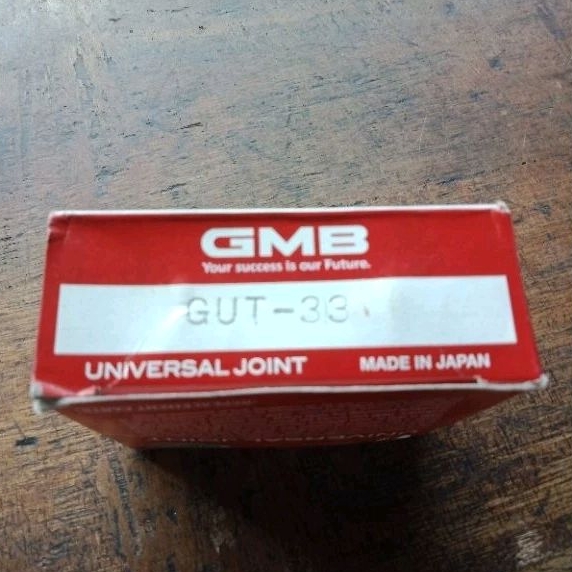 GMB
Your success is our Future.
GUT-33
UNIVERSAL JOINT
MADE IN JAPAN